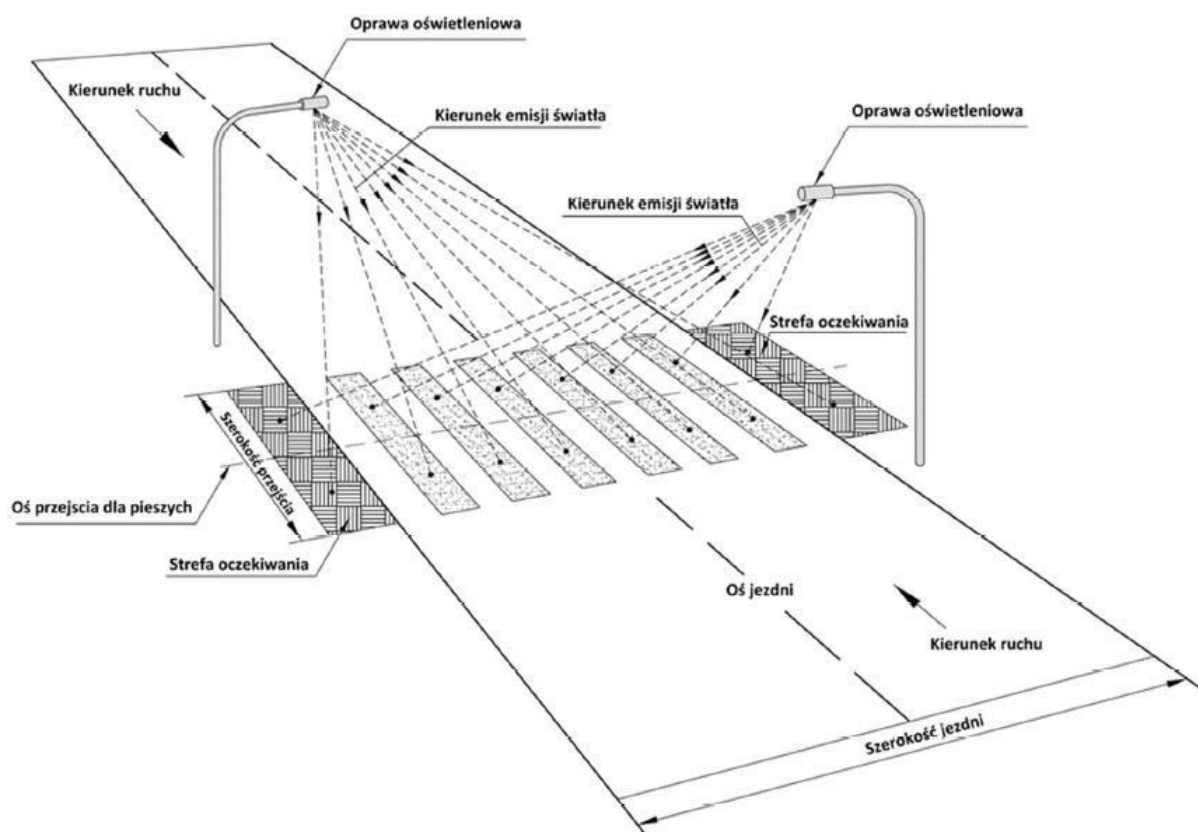 Oprawa oświetleniowa
Kierunek ruchu
Kierunek emisji światła
Oprawa oświetleniowa
Kierunek emisji światła
Strefa oczekiwania
Szerokość przejścia
Oś przejscia dla pieszych
Strefa oczekiwania
Oś jezdni
Kierunek ruchu
Szerokość jezdni